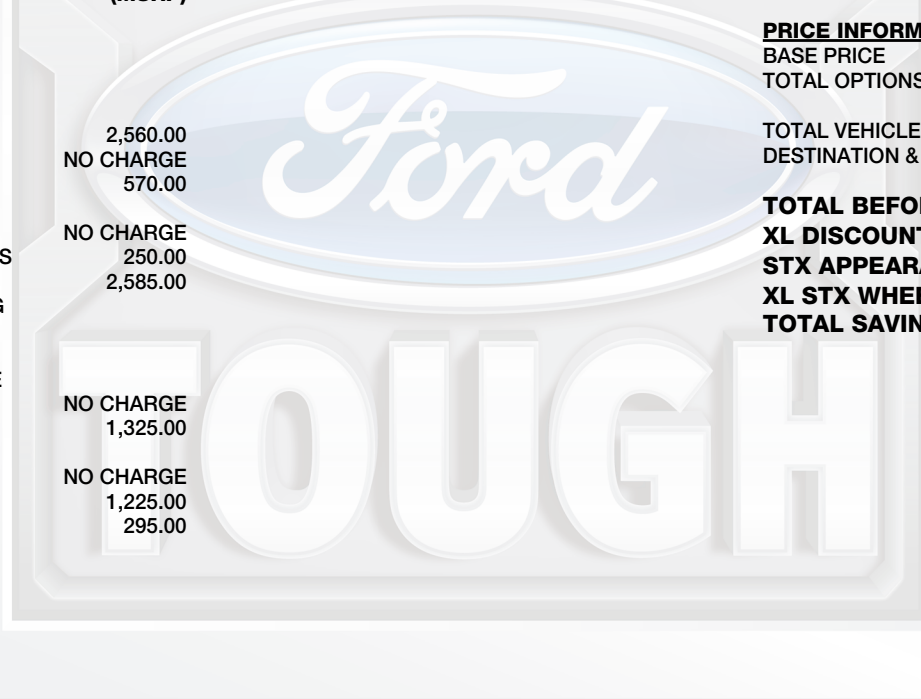 2,560.00
NO CHARGE
570.00
NO CHARGE
250.00
2,585.00
NO CHARGE
1,325.00
NO CHARGE
1,225.00
295.00
PRICE INFORM
BASE PRICE
TOTAL OPTIONS
TOTAL VEHICLE
DESTINATION &
TOTAL BEFO
XL DISCOUNT
STX APPEAR
XL STX WHE
TOTAL SAVIN
Ford
TOUGH